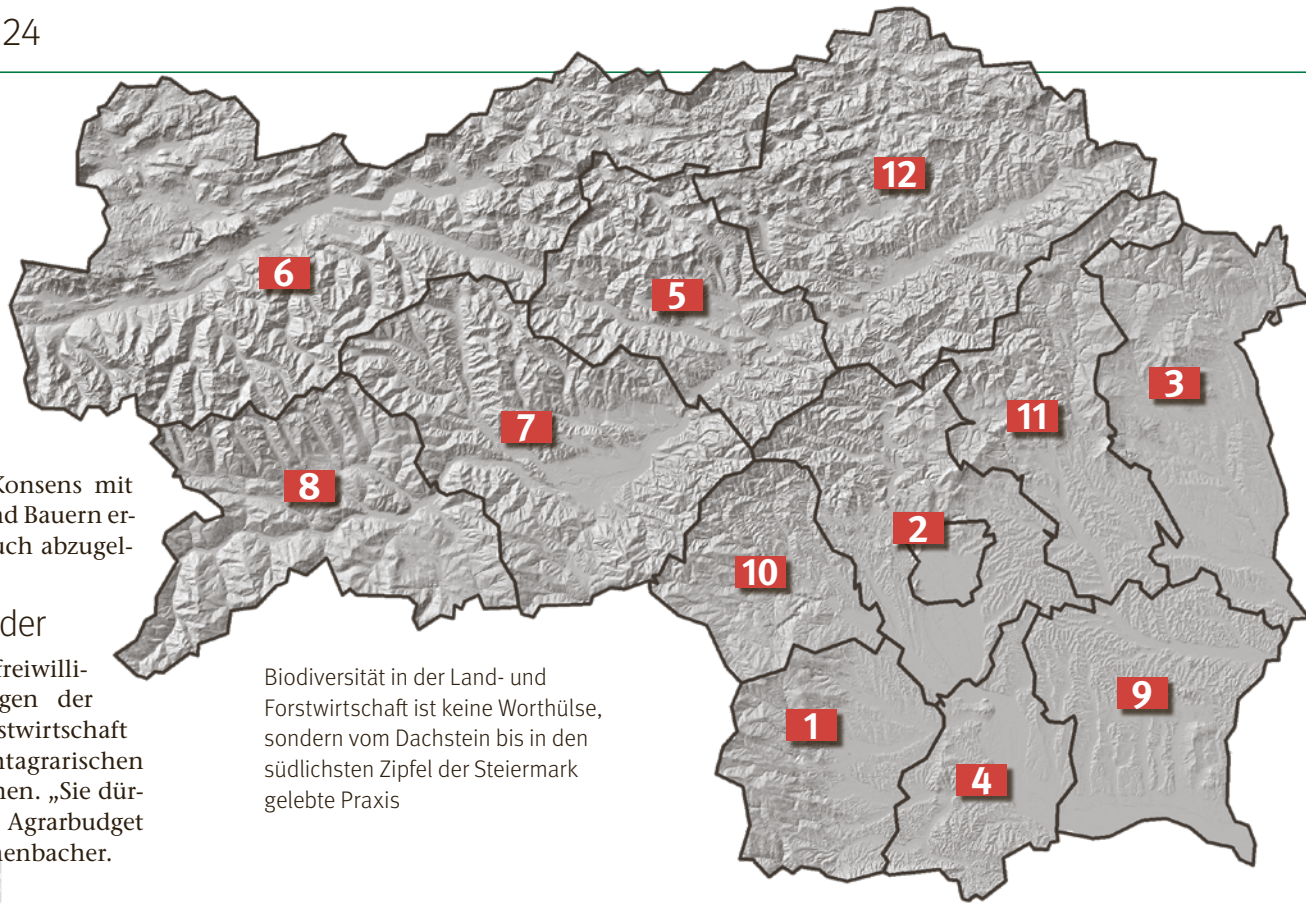 24
12
6
5
3
11
7
8
2
10
9
1
4
Konsens mit
nd Bauern er-
uch abzugel-
der
freiwilli-
gen der
stwirtschaft
ntagrarischen
nen. „Sie dür-
Agrarbudget
nenbacher.
Biodiversität in der Land- und
Forstwirtschaft ist keine Worthülse,
sondern vom Dachstein bis in den
südlichsten Zipfel der Steiermark
gelebte Praxis